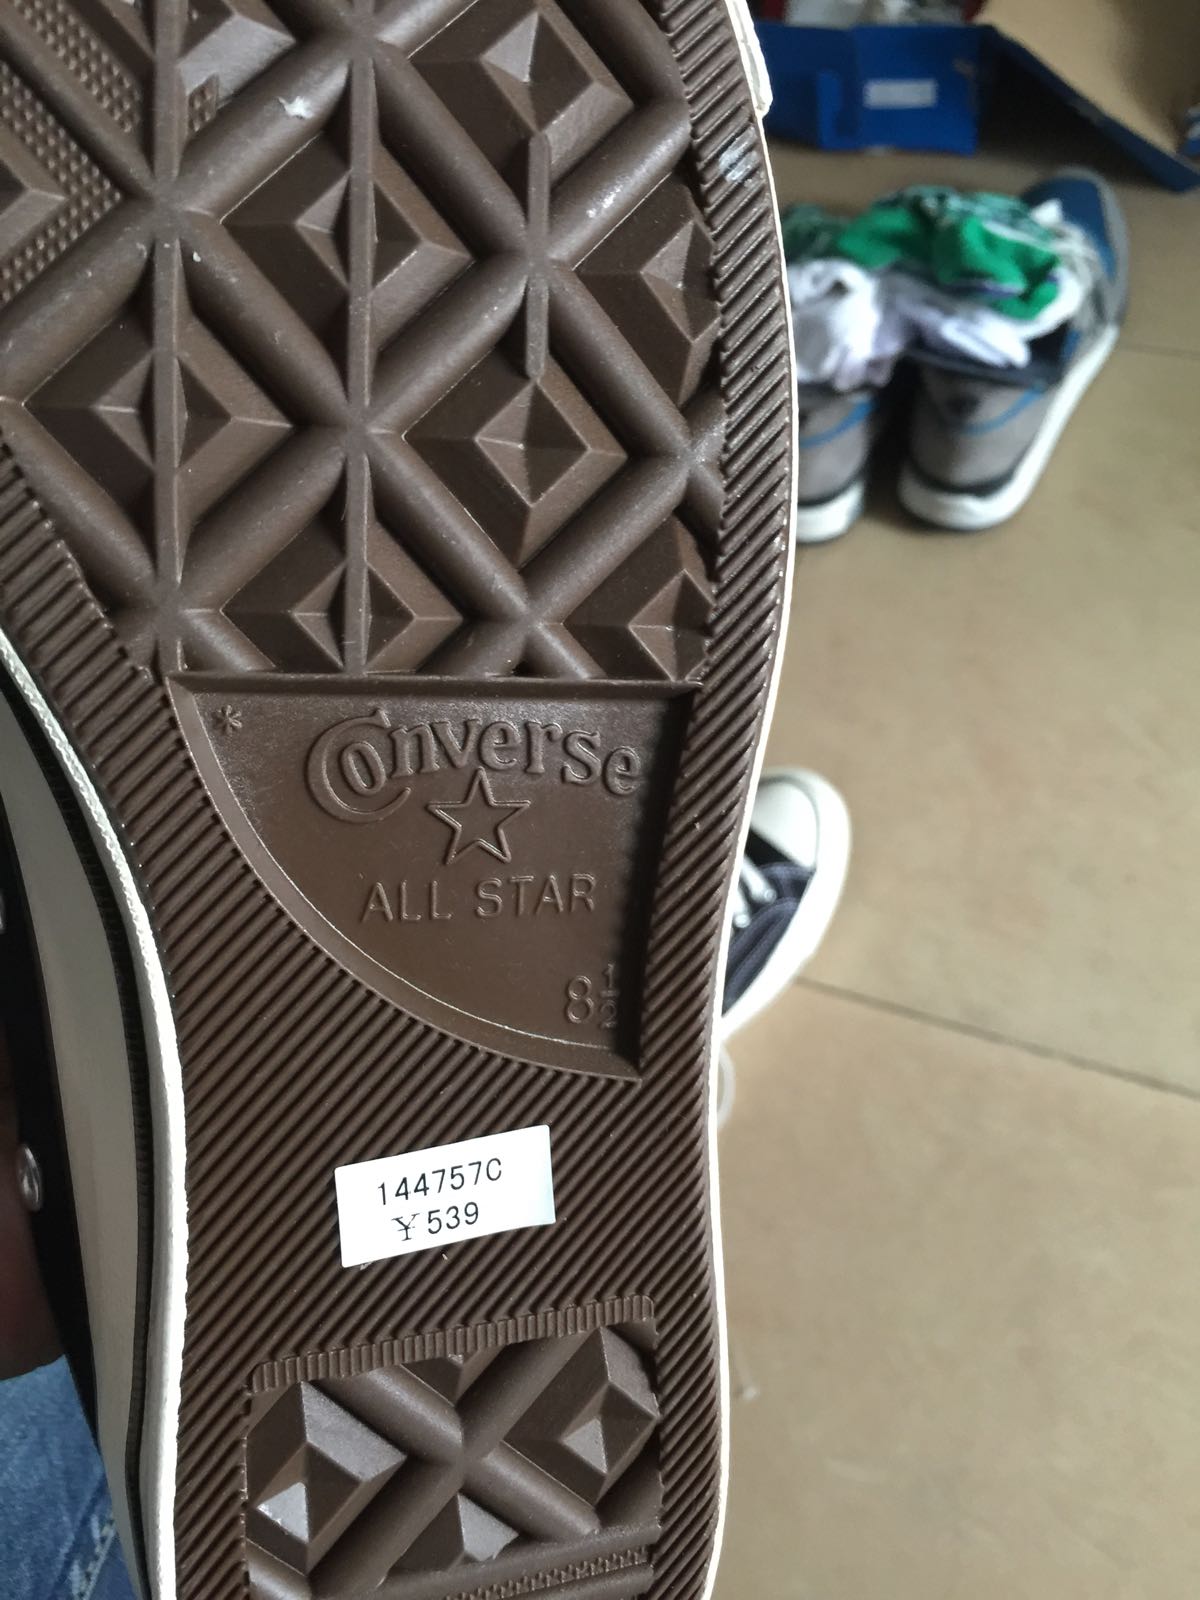 *
Converse
ALL STAR
8½
144757C
¥539